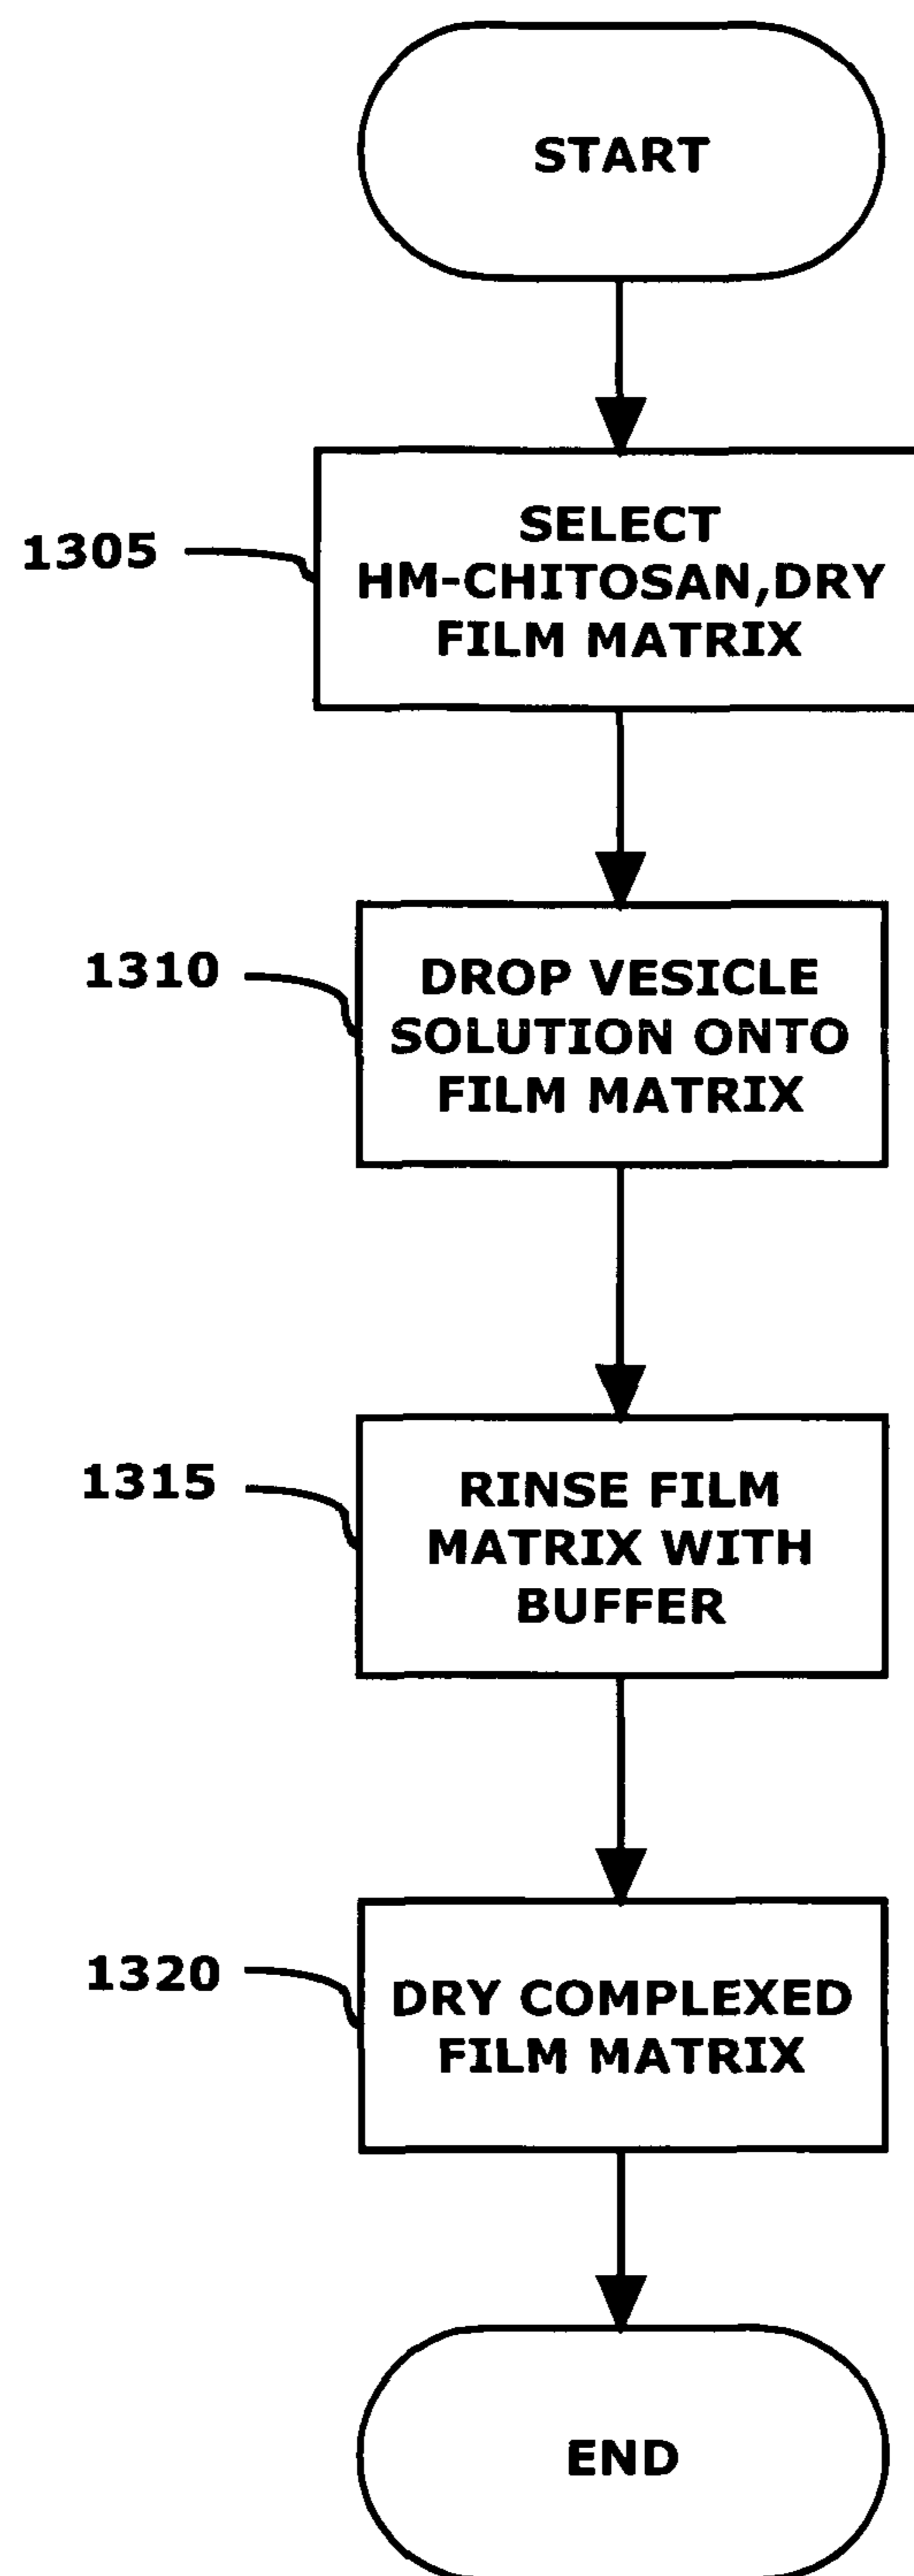 START
1305
SELECT
HM-CHITOSAN,DRY
FILM MATRIX
1310
DROP VESICLE
SOLUTION ONTO
FILM MATRIX
1315
RINSE FILM
MATRIX WITH
BUFFER
1320
DRY COMPLEXED
FILM MATRIX
END